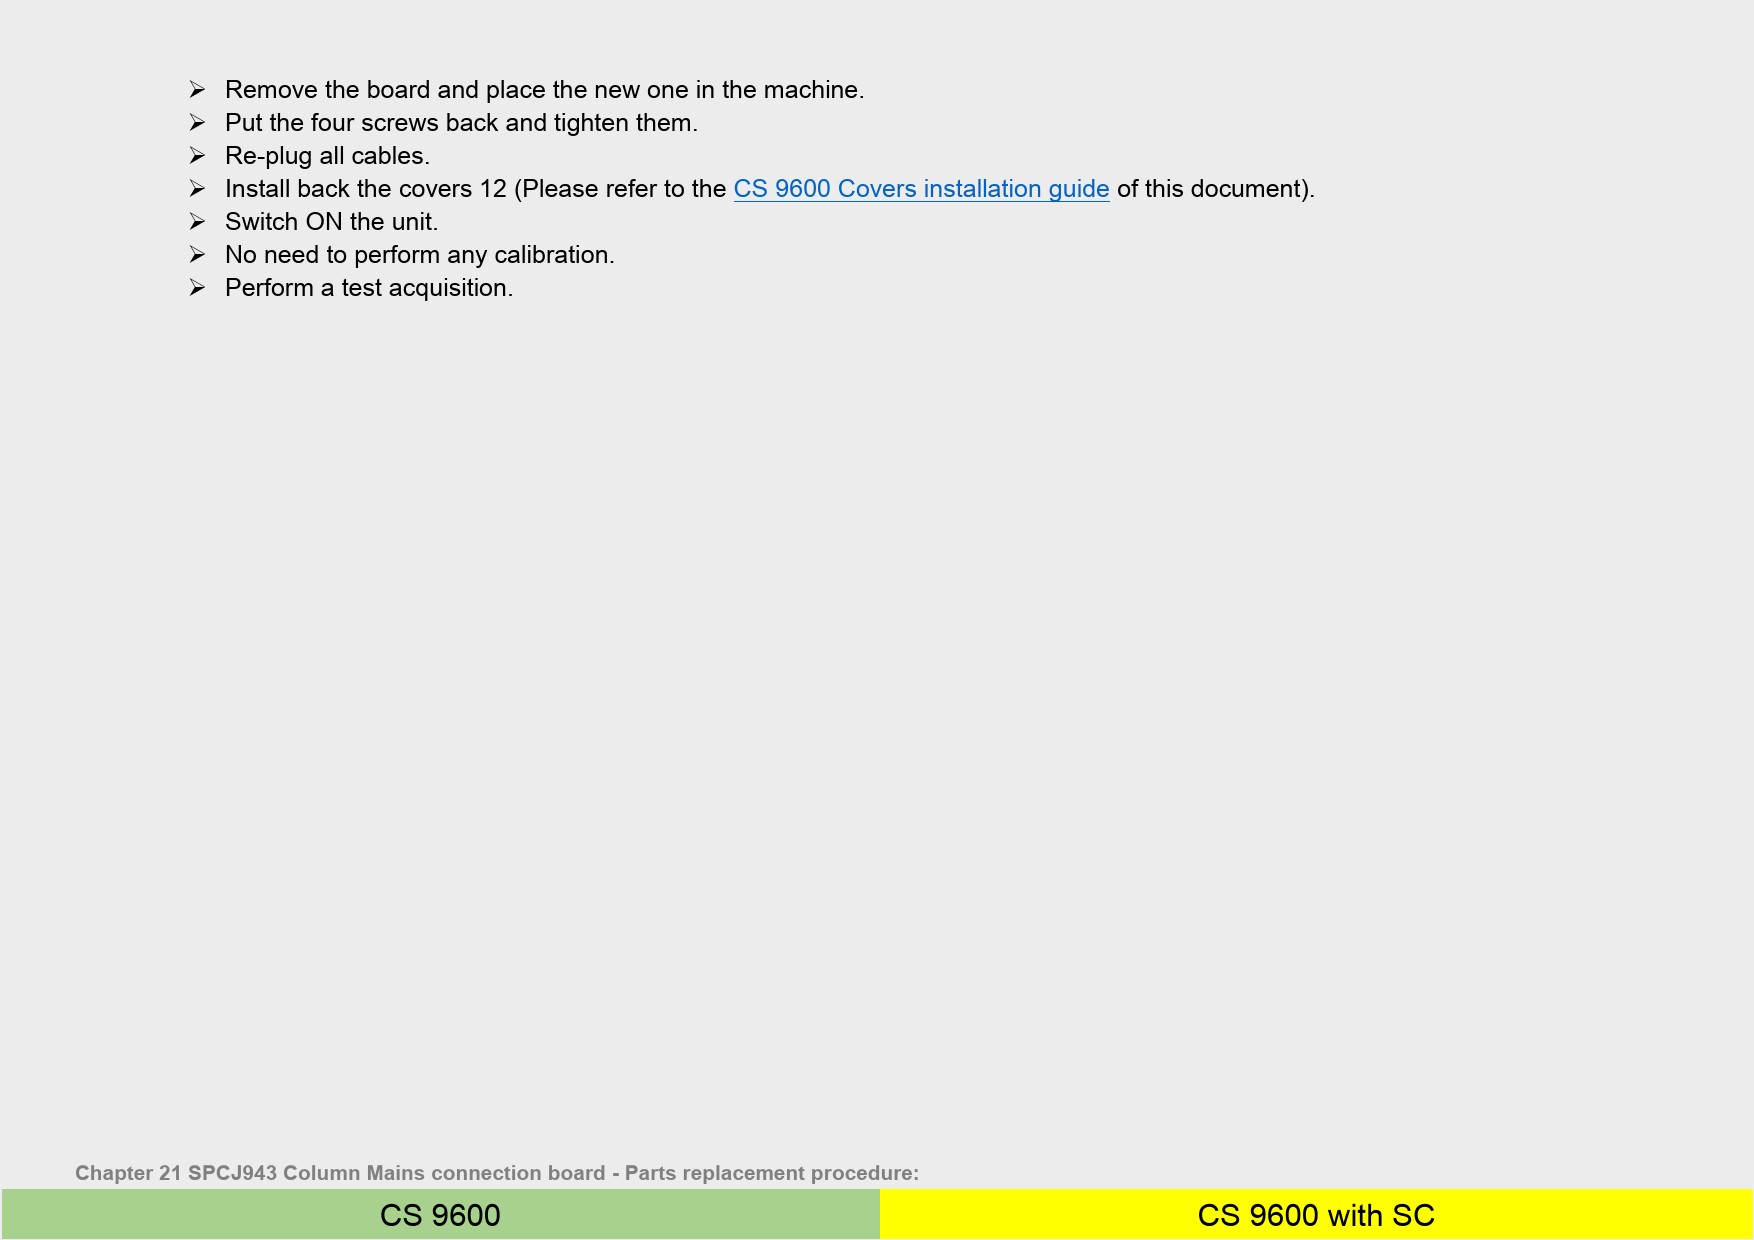 ➢ Remove the board and place the new one in the machine.
➢ Put the four screws back and tighten them.
➢ Re-plug all cables.
➢ Install back the covers 12 (Please refer to the CS 9600 Covers installation guide of this document).
➢ Switch ON the unit.
➢ No need to perform any calibration.
➢ Perform a test acquisition.
Chapter 21 SPCJ943 Column Mains connection board - Parts replacement procedure:
CS 9600
CS 9600 with SC